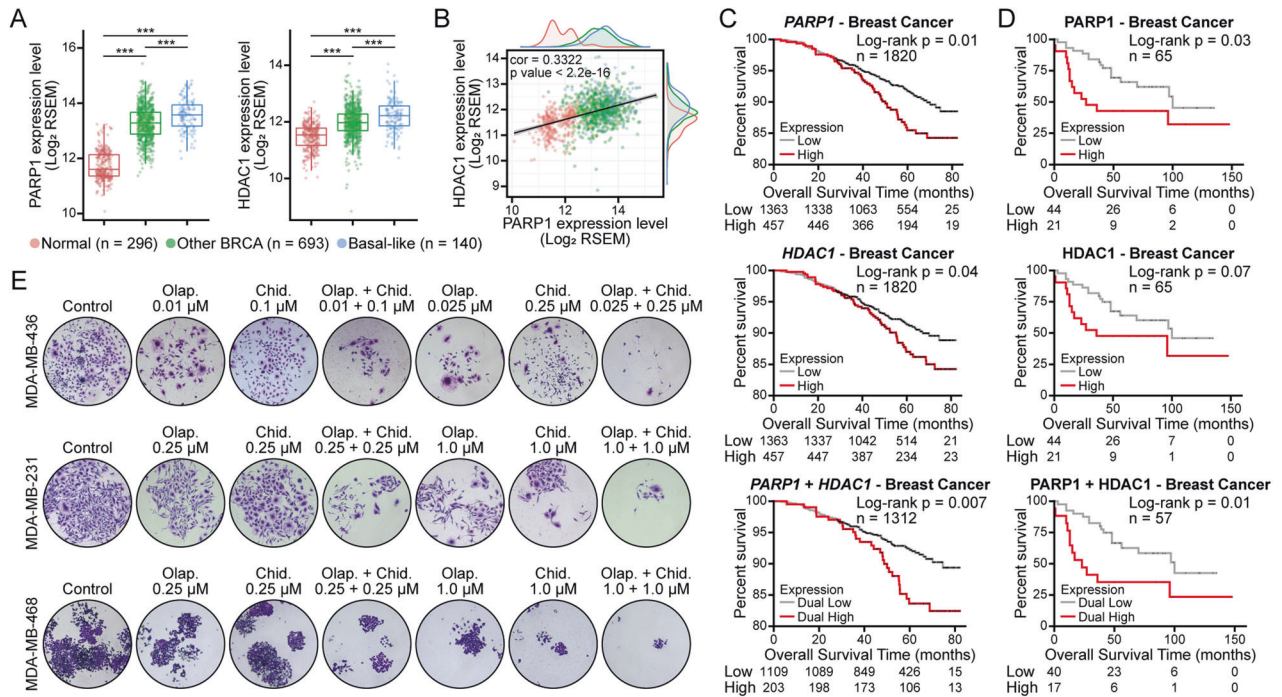 A
PARP1 expression level
(Log₂ RSEM)
16
14
12
10
***
***
***
HDAC1 expression level
(Log₂ RSEM)
14
12
10
***
***
***
Normal (n = 296)
Other BRCA (n = 693)
Basal-like (n = 140)
B
HDAC1 expression level
(Log₂ RSEM)
14
13
12
11
10
9
cor = 0.3322
p value < 2.2e-16
10
12
14
PARP1 expression level
(Log₂ RSEM)
C
PARP1 - Breast Cancer
Log-rank p = 0.01
n = 1820
Percent survival
100
95
90
85
80
Expression
Low
High
0
20
40
60
80
Overall Survival Time (months)
Low 1363 1338 1063 554 25
High 457 446 366 194 19
HDAC1 - Breast Cancer
Log-rank p = 0.04
n = 1820
Percent survival
100
95
90
85
80
Expression
Low
High
0
20
40
60
80
Overall Survival Time (months)
Low 1363 1337 1042 514 21
High 457 447 387 234 23
PARP1 + HDAC1 - Breast Cancer
Log-rank p = 0.007
n = 1312
Percent survival
100
95
90
85
80
Expression
Dual Low
Dual High
0
20
40
60
80
Overall Survival Time (months)
Low 1109 1089 849 426 15
High 203 198 173 106 13
D
PARP1 - Breast Cancer
Log-rank p = 0.03
n = 65
Percent survival
100
75
50
25
0
Expression
Low
High
0
50
100
150
Overall Survival Time (months)
Low 44 26 6 0
High 21 9 2 0
HDAC1 - Breast Cancer
Log-rank p = 0.07
n = 65
Percent survival
100
75
50
25
0
Expression
Low
High
0
50
100
150
Overall Survival Time (months)
Low 44 26 7 0
High 21 9 1 0
PARP1 + HDAC1 - Breast Cancer
Log-rank p = 0.01
n = 57
Percent survival
100
75
50
25
0
Expression
Dual Low
Dual High
0
50
100
150
Overall Survival Time (months)
Low 40 23 6 0
High 17 6 1 0
E
MDA-MB-436
Control
Olap.
0.01 µM
Chid.
0.1 µM
Olap. + Chid.
0.01 + 0.1 µM
Olap.
0.025 µM
Chid.
0.25 µM
Olap. + Chid.
0.025 + 0.25 µM
MDA-MB-231
Control
Olap.
0.25 µM
Chid.
0.25 µM
Olap. + Chid.
0.25 + 0.25 µM
Olap.
1.0 µM
Chid.
1.0 µM
Olap. + Chid.
1.0 + 1.0 µM
MDA-MB-468
Control
Olap.
0.25 µM
Chid.
0.25 µM
Olap. + Chid.
0.25 + 0.25 µM
Olap.
1.0 µM
Chid.
1.0 µM
Olap. + Chid.
1.0 + 1.0 µM